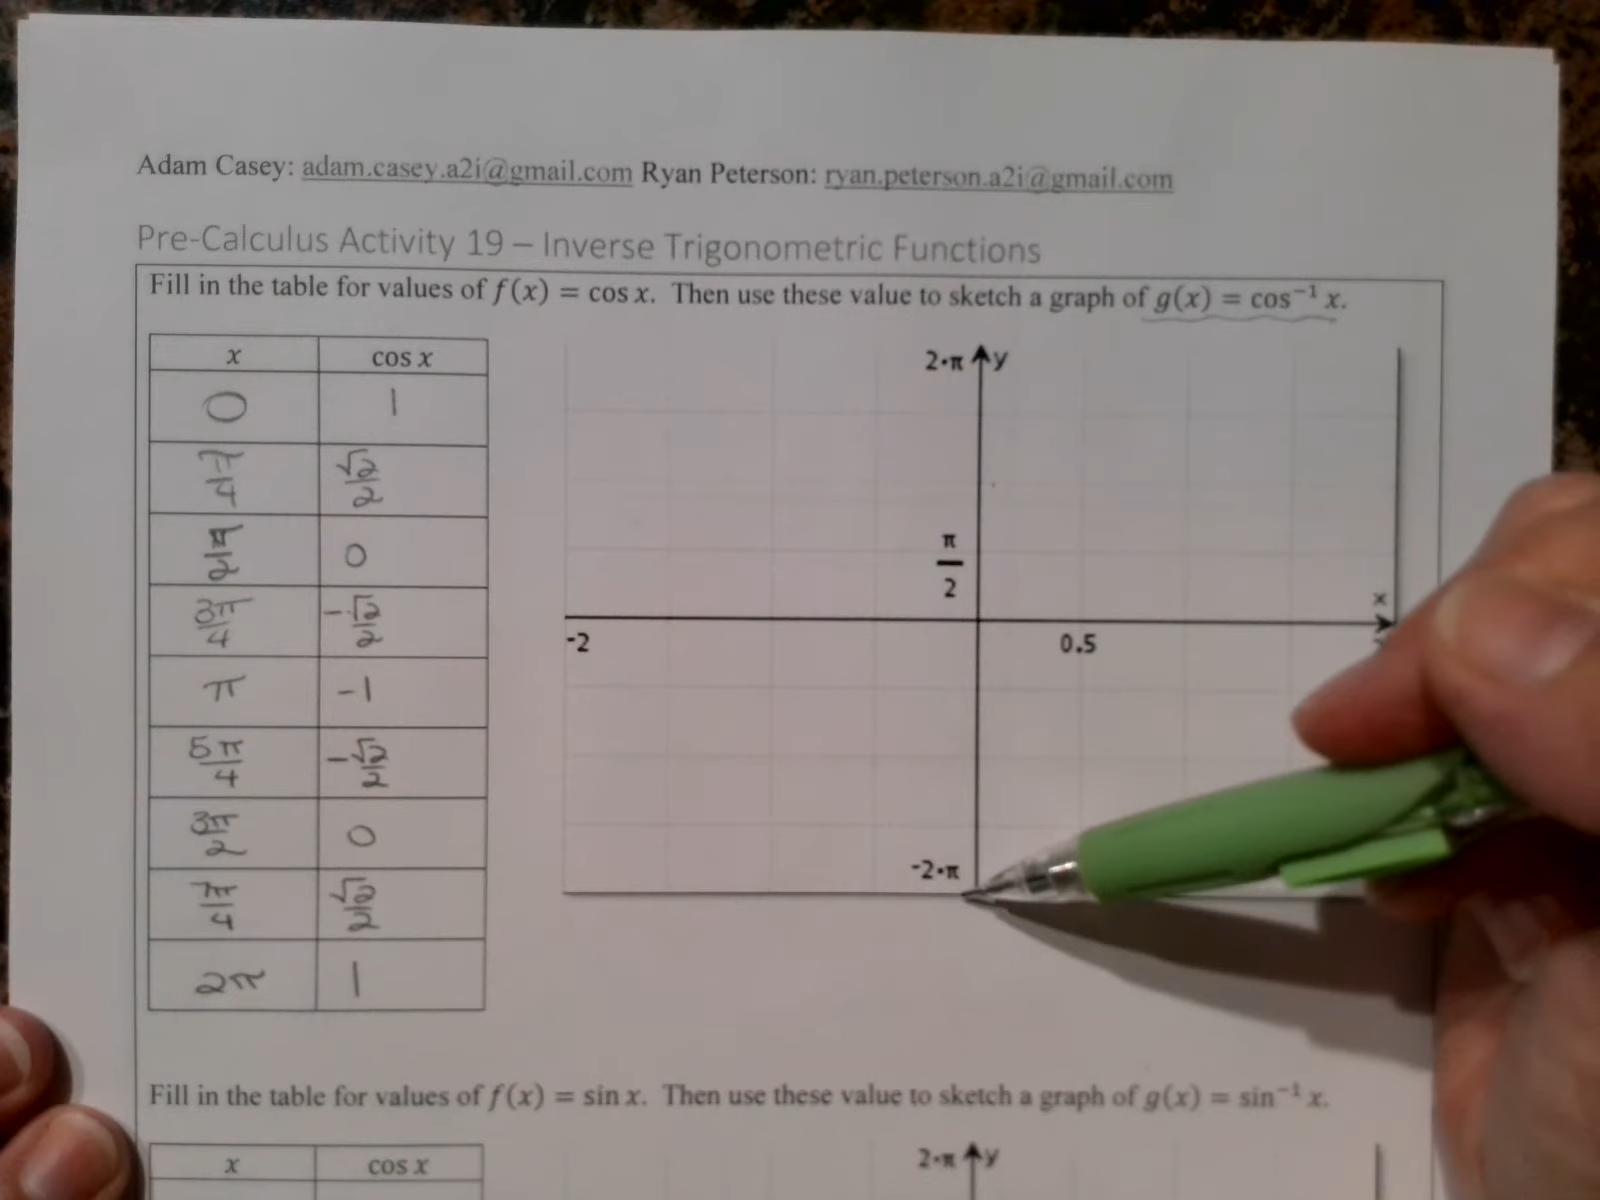 Adam Casey: adam.casey.a2i@gmail.com Ryan Peterson: ryan.peterson.a2i@gmail.com
Pre-Calculus Activity 19 – Inverse Trigonometric Functions
Fill in the table for values of f(x) = cos x. Then use these value to sketch a graph of g(x) = cos⁻¹ x.
x cos x
0 1
π/4 √2/2
π/2 0
3π/4 -√2/2
π -1
5π/4 -√2/2
3π/2 0
7π/4 √2/2
2π 1
2·π y
π/2
x
-2 0.5
-2·π
Fill in the table for values of f(x) = sin x. Then use these value to sketch a graph of g(x) = sin⁻¹ x.
x cos x
2·π y